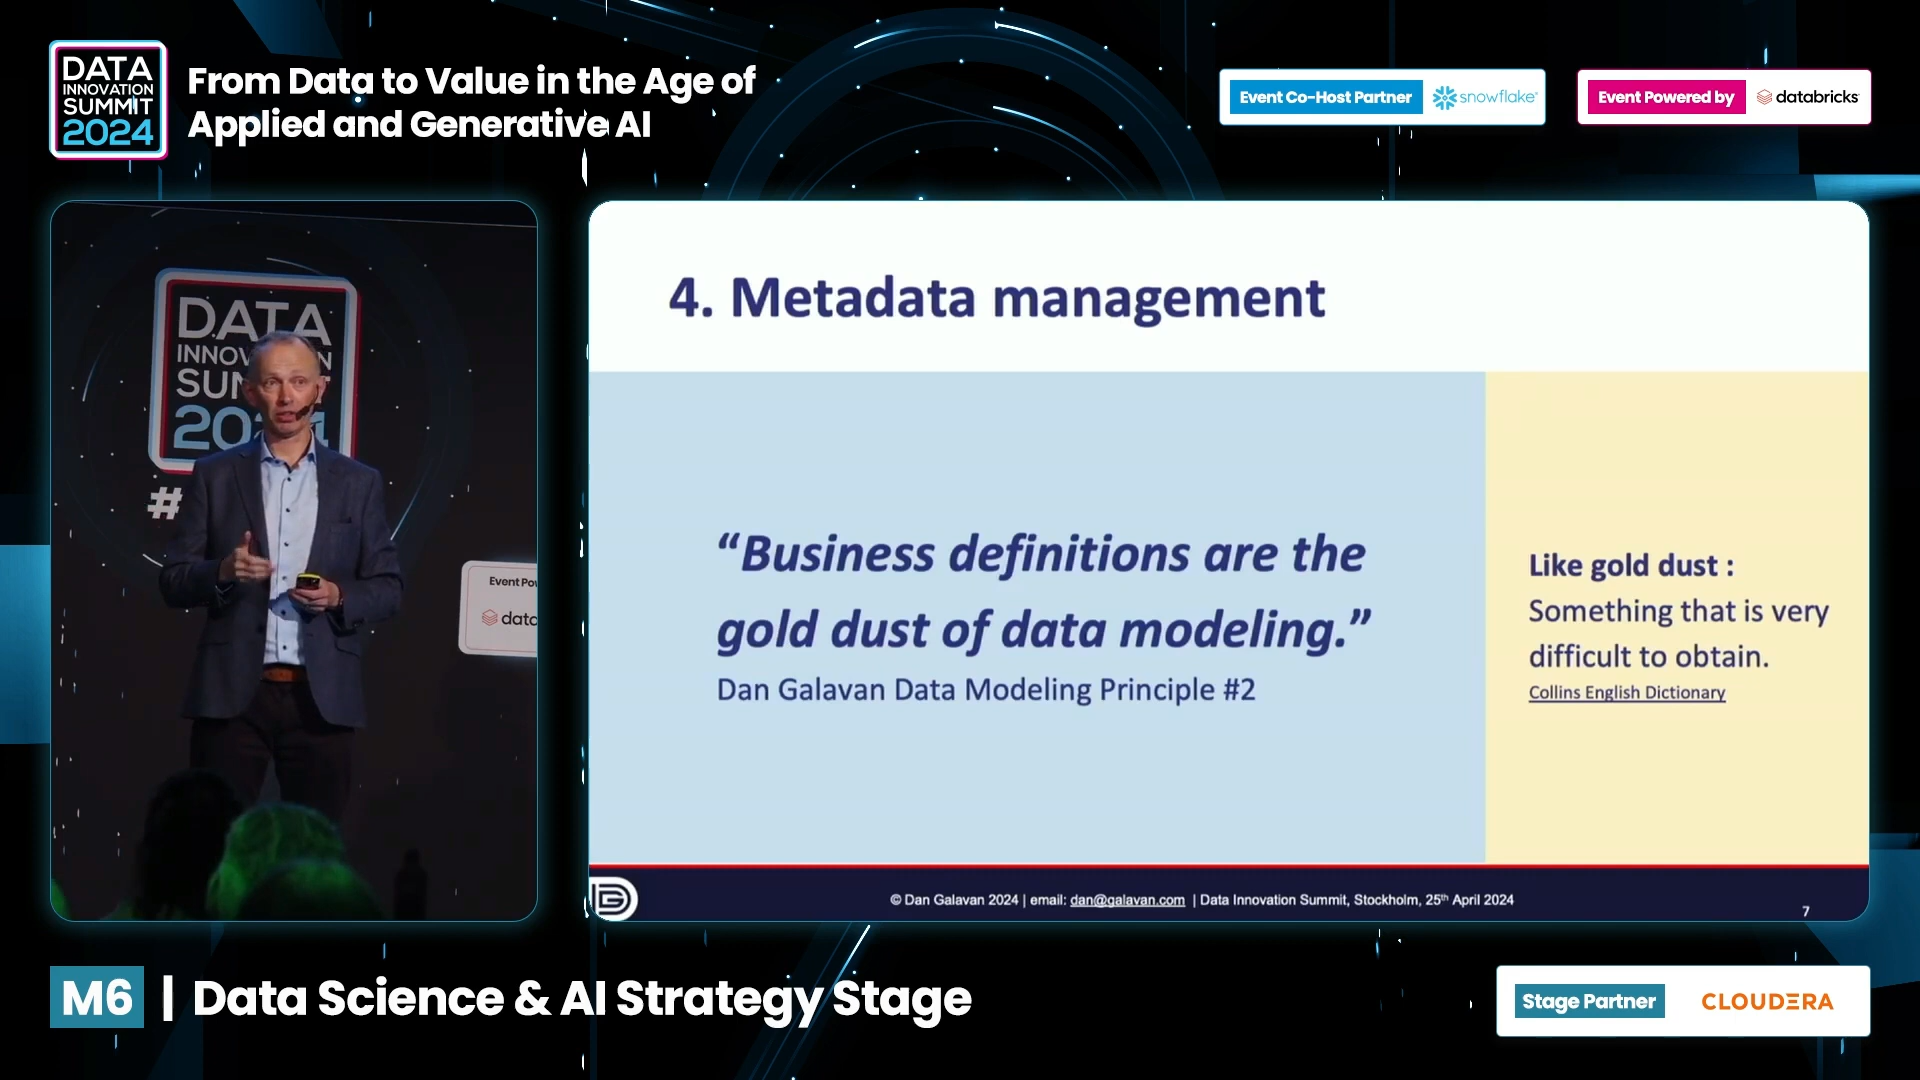 DATA
INNOVATION
SUMMIT
2024
From Data to Value in the Age of
Applied and Generative AI
Event Co-Host Partner
snowflake
Event Powered by
databricks
DATA
SUM
#
Event Pow
data
4. Metadata management
“Business definitions are the
gold dust of data modeling.”
Dan Galavan Data Modeling Principle #2
Like gold dust :
Something that is very
difficult to obtain.
Collins English Dictionary
© Dan Galavan 2024 | email: dan@galavan.com | Data Innovation Summit, Stockholm, 25th April 2024
7
M6 | Data Science & AI Strategy Stage
Stage Partner
CLOUDERA